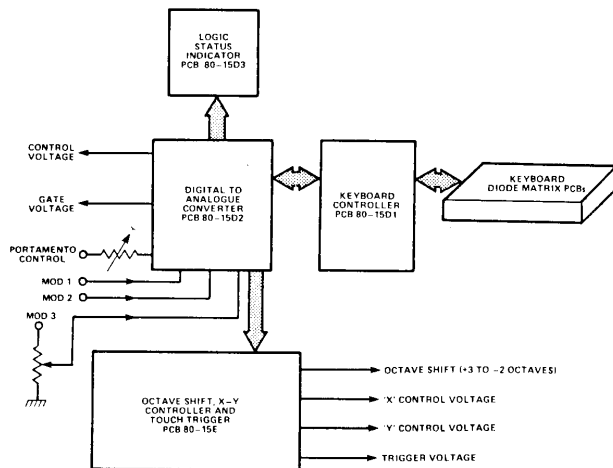 LOGIC
STATUS
INDICATOR
PCB 80-15D3
CONTROL
VOLTAGE
GATE
VOLTAGE
PORTAMENTO
CONTROL
MOD 1
MOD 2
MOD 3
DIGITAL TO
ANALOGUE
CONVERTER
PCB 80-15D2
KEYBOARD
CONTROLLER
PCB 80-15D1
KEYBOARD
DIODE MATRIX PCBs
OCTAVE SHIFT, X-Y
CONTROLLER AND
TOUCH TRIGGER
PCB 80-15E
OCTAVE SHIFT (+3 TO -2 OCTAVES)
'X' CONTROL VOLTAGE
'Y' CONTROL VOLTAGE
TRIGGER VOLTAGE